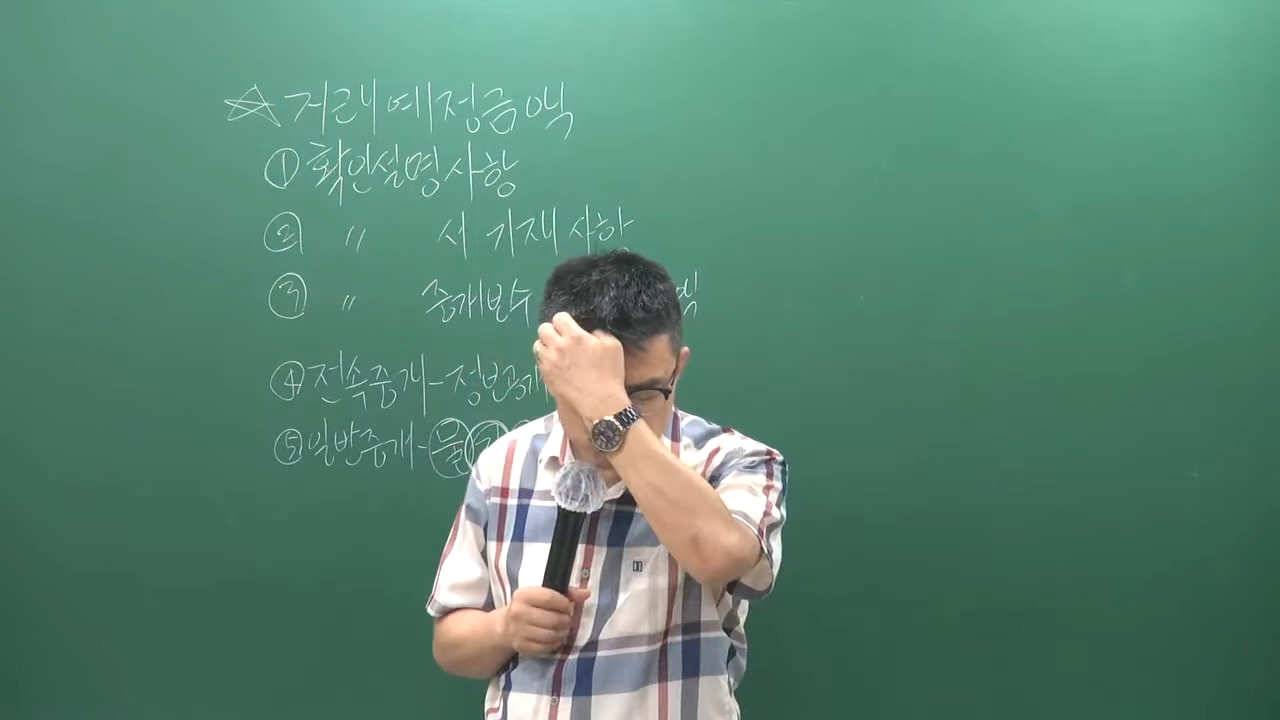 ☆ 거래예정금액
① 확인설명사항
② 〃 서 기재사항
③ 〃 중개보수
④ 전속중개-정보공개
⑤ 일반중개-물